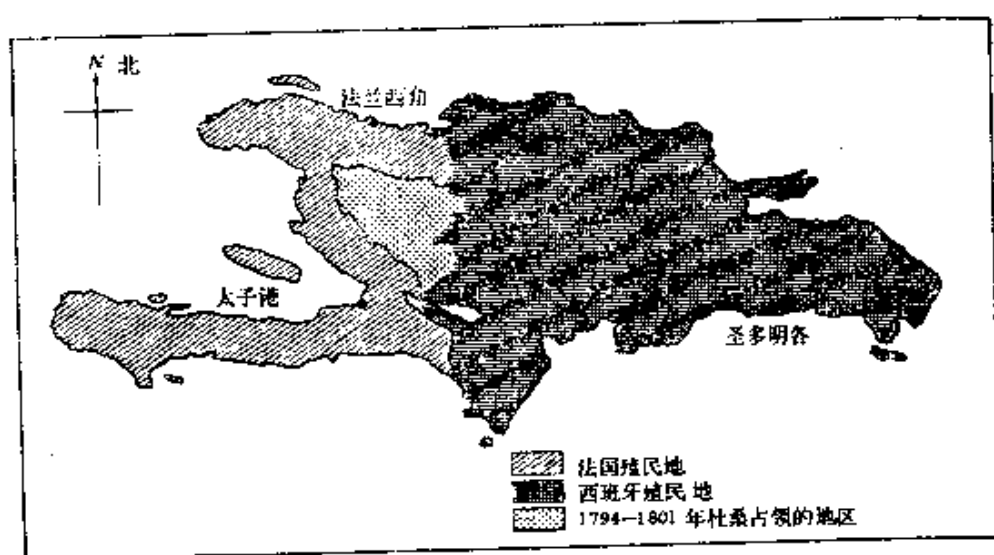 N 北
法兰西角
太子港
圣多明各
法国殖民地
西班牙殖民地
1794—1801 年杜桑占领的地区